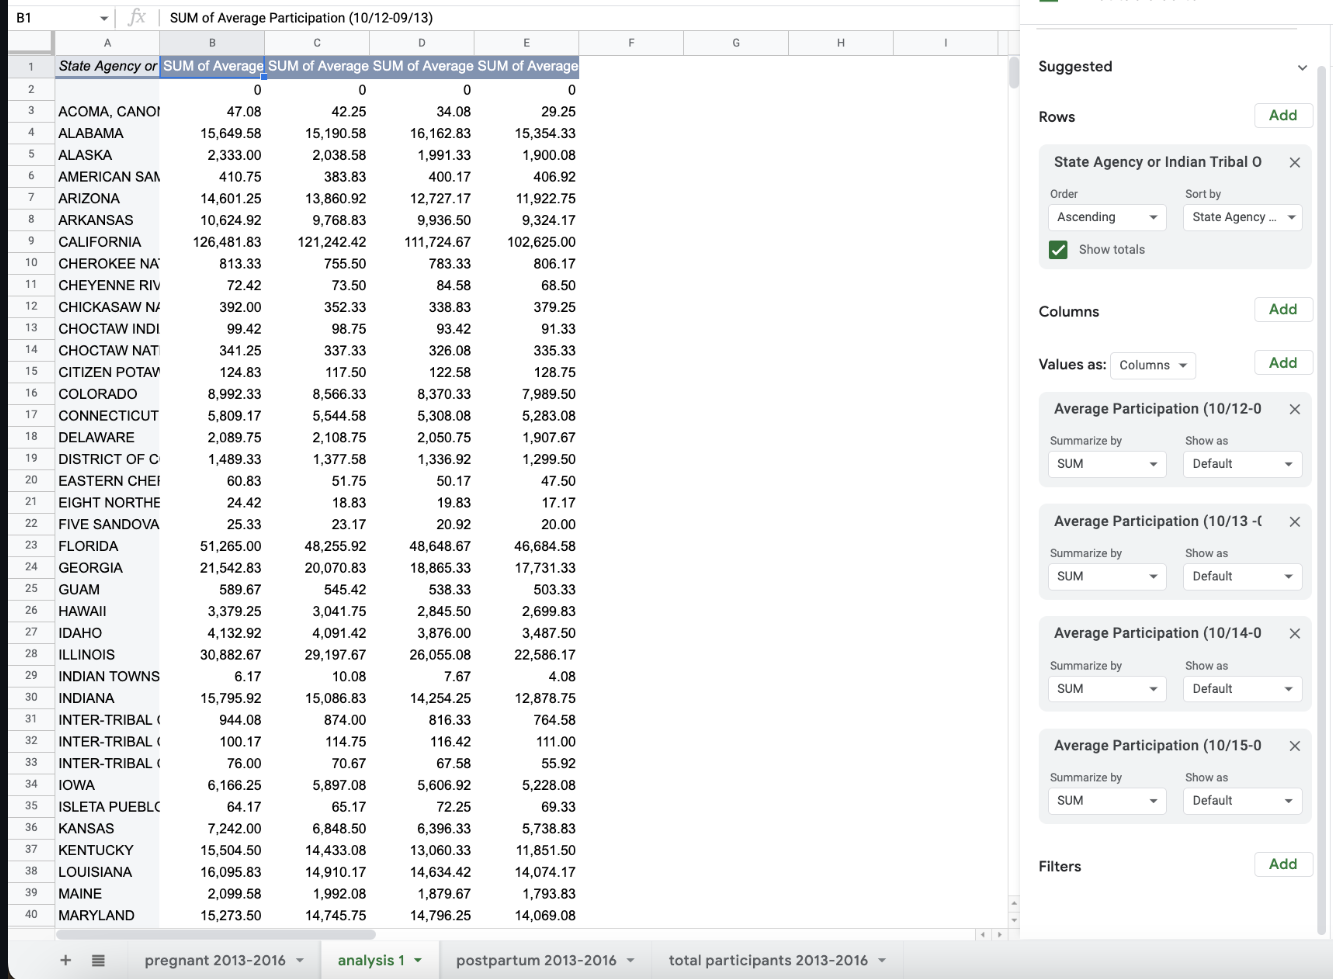 B1 fx SUM of Average Participation (10/12-09/13)
A B C D E F G H I
1 State Agency or SUM of Average SUM of Average SUM of Average SUM of Average
2 0 0 0 0
3 ACOMA, CANO 47.08 42.25 34.08 29.25
4 ALABAMA 15,649.58 15,190.58 16,162.83 15,354.33
5 ALASKA 2,333.00 2,038.58 1,991.33 1,900.08
6 AMERICAN SAM 410.75 383.83 400.17 406.92
7 ARIZONA 14,601.25 13,860.92 12,727.17 11,922.75
8 ARKANSAS 10,624.92 9,768.83 9,936.50 9,324.17
9 CALIFORNIA 126,481.83 121,242.42 111,724.67 102,625.00
10 CHEROKEE NA 813.33 755.50 783.33 806.17
11 CHEYENNE RIV 72.42 73.50 84.58 68.50
12 CHICKASAW NA 392.00 352.33 338.83 379.25
13 CHOCTAW INDI 99.42 98.75 93.42 91.33
14 CHOCTAW NATI 341.25 337.33 326.08 335.33
15 CITIZEN POTAW 124.83 117.50 122.58 128.75
16 COLORADO 8,992.33 8,566.33 8,370.33 7,989.50
17 CONNECTICUT 5,809.17 5,544.58 5,308.08 5,283.08
18 DELAWARE 2,089.75 2,108.75 2,050.75 1,907.67
19 DISTRICT OF C 1,489.33 1,377.58 1,336.92 1,299.50
20 EASTERN CHE 60.83 51.75 50.17 47.50
21 EIGHT NORTHE 24.42 18.83 19.83 17.17
22 FIVE SANDOVA 25.33 23.17 20.92 20.00
23 FLORIDA 51,265.00 48,255.92 48,648.67 46,684.58
24 GEORGIA 21,542.83 20,070.83 18,865.33 17,731.33
25 GUAM 589.67 545.42 538.33 503.33
26 HAWAII 3,379.25 3,041.75 2,845.50 2,699.83
27 IDAHO 4,132.92 4,091.42 3,876.00 3,487.50
28 ILLINOIS 30,882.67 29,197.67 26,055.08 22,586.17
29 INDIAN TOWNS 6.17 10.08 7.67 4.08
30 INDIANA 15,795.92 15,086.83 14,254.25 12,878.75
31 INTER-TRIBAL 944.08 874.00 816.33 764.58
32 INTER-TRIBAL 100.17 114.75 116.42 111.00
33 INTER-TRIBAL 76.00 70.67 67.58 55.92
34 IOWA 6,166.25 5,897.08 5,606.92 5,228.08
35 ISLETA PUEBLO 64.17 65.17 72.25 69.33
36 KANSAS 7,242.00 6,848.50 6,396.33 5,738.83
37 KENTUCKY 15,504.50 14,433.08 13,060.33 11,851.50
38 LOUISIANA 16,095.83 14,910.17 14,634.42 14,074.17
39 MAINE 2,099.58 1,992.08 1,879.67 1,793.83
40 MARYLAND 15,273.50 14,745.75 14,796.25 14,069.08
+ pregnant 2013-2016 analysis 1 postpartum 2013-2016 total participants 2013-2016
Suggested
Rows Add
State Agency or Indian Tribal O
Order Sort by
Ascending State Agency ...
Show totals
Columns Add
Values as: Columns Add
Average Participation (10/12-0
Summarize by Show as
SUM Default
Average Participation (10/13 -
Summarize by Show as
SUM Default
Average Participation (10/14-0
Summarize by Show as
SUM Default
Average Participation (10/15-0
Summarize by Show as
SUM Default
Filters Add